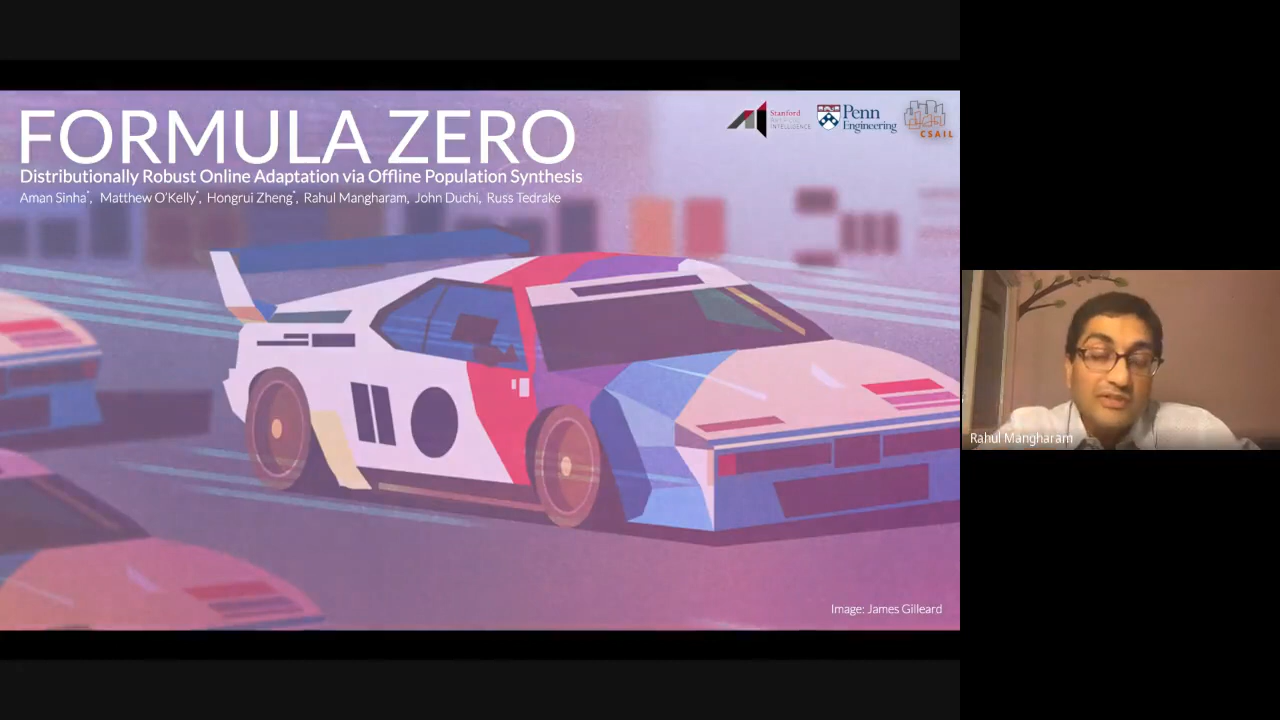 FORMULA ZERO
Distributionally Robust Online Adaptation via Offline Population Synthesis
Aman Sinha*, Matthew O'Kelly*, Hongrui Zheng*, Rahul Mangharam, John Duchi, Russ Tedrake
Stanford
INTELLIGENCE
Penn
Engineering
CSAIL
Rahul Mangharam
Image: James Gilleard